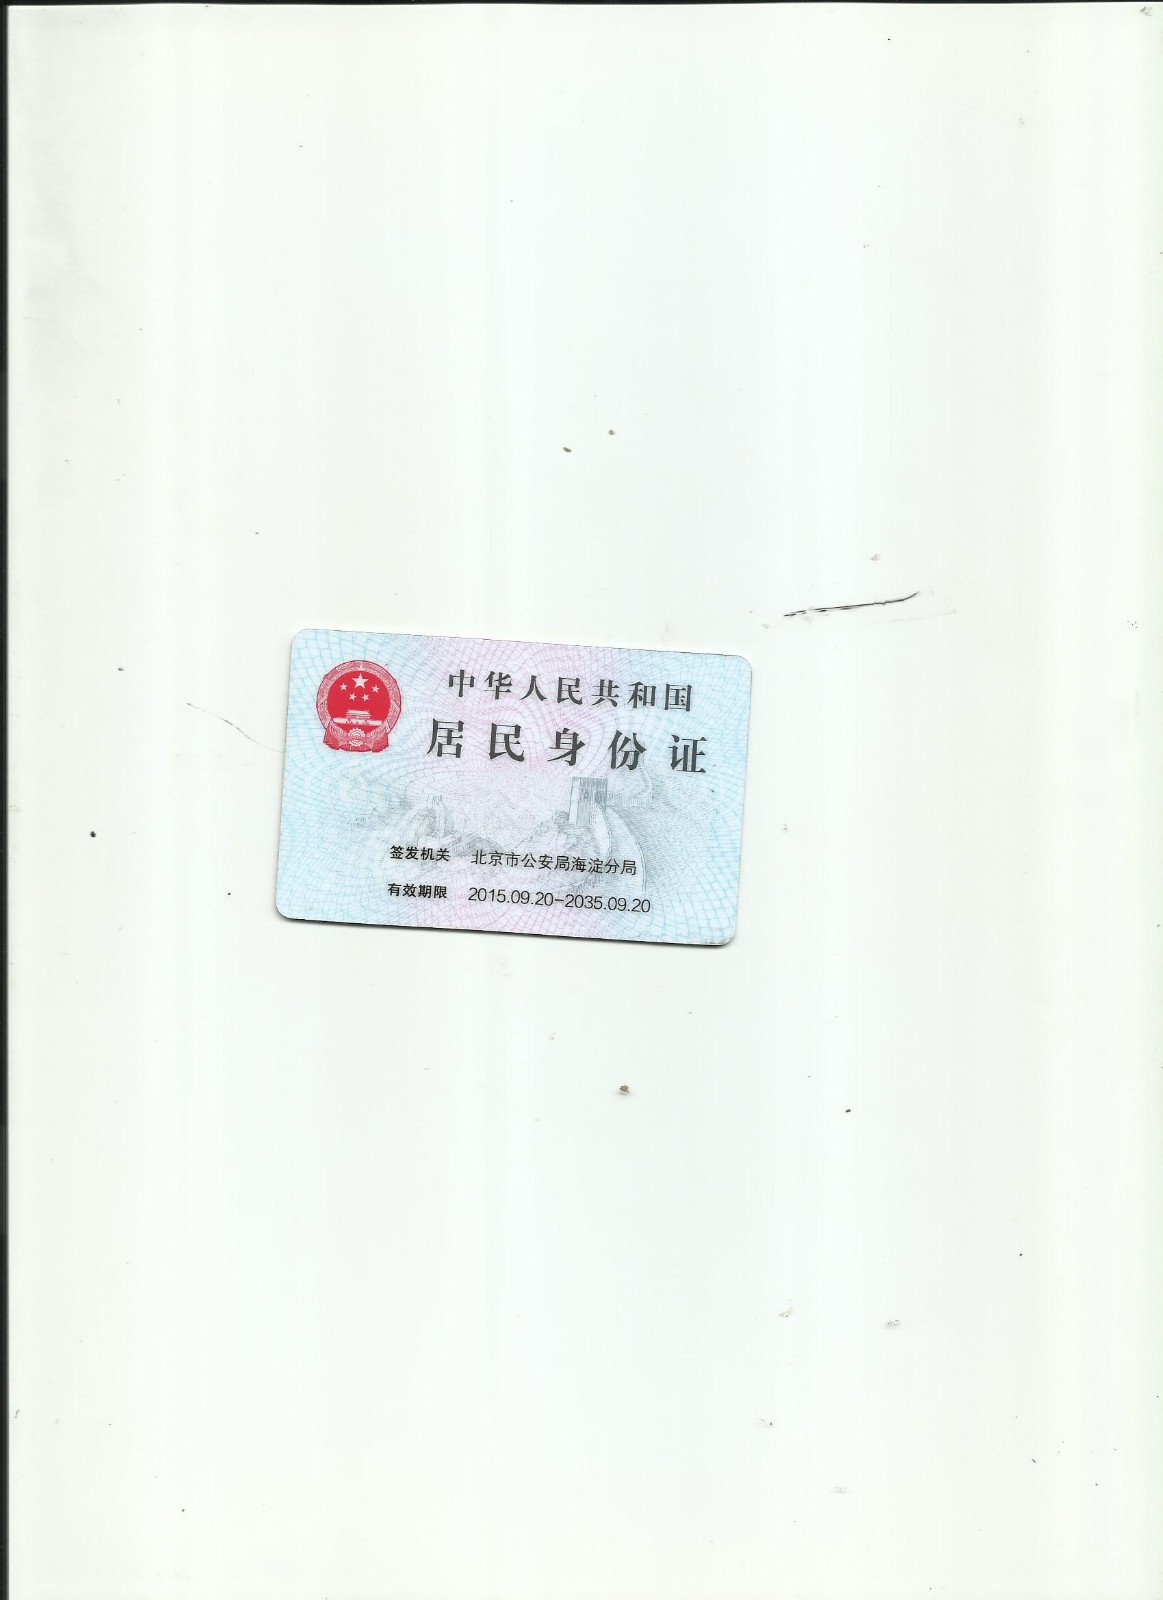 中华人民共和国
居民身份证
签发机关 北京市公安局海淀分局
有效期限 2015.09.20-2035.09.20